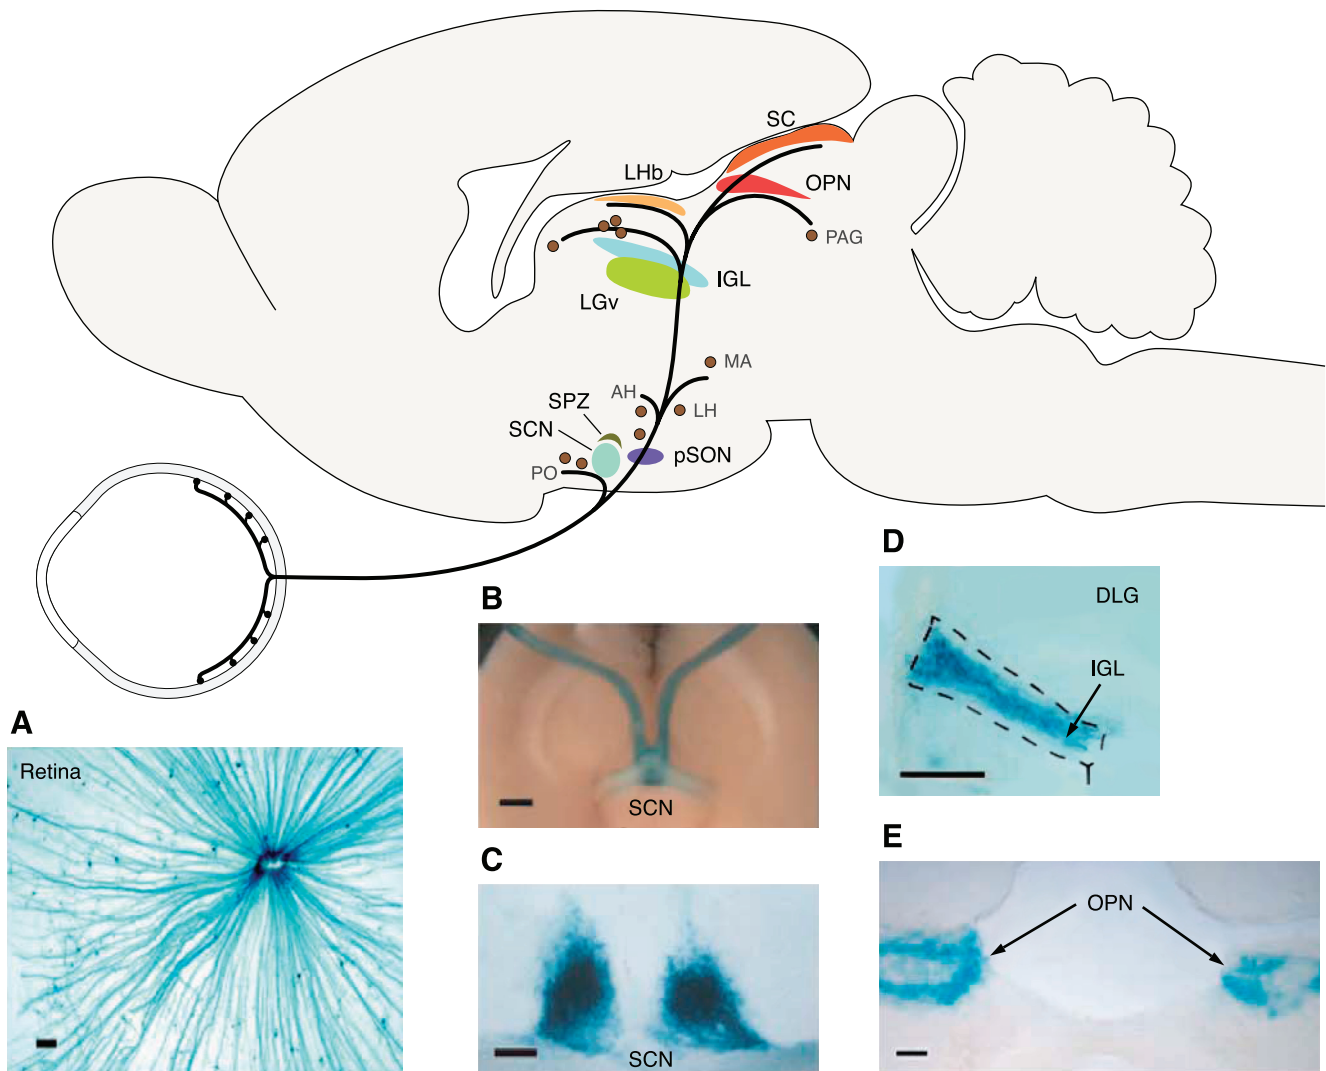 SC
LHb
OPN
PAG
IGL
LGv
MA
AH
SPZ
LH
SCN
pSON
PO
D
DLG
IGL
B
SCN
A
Retina
C
SCN
E
OPN